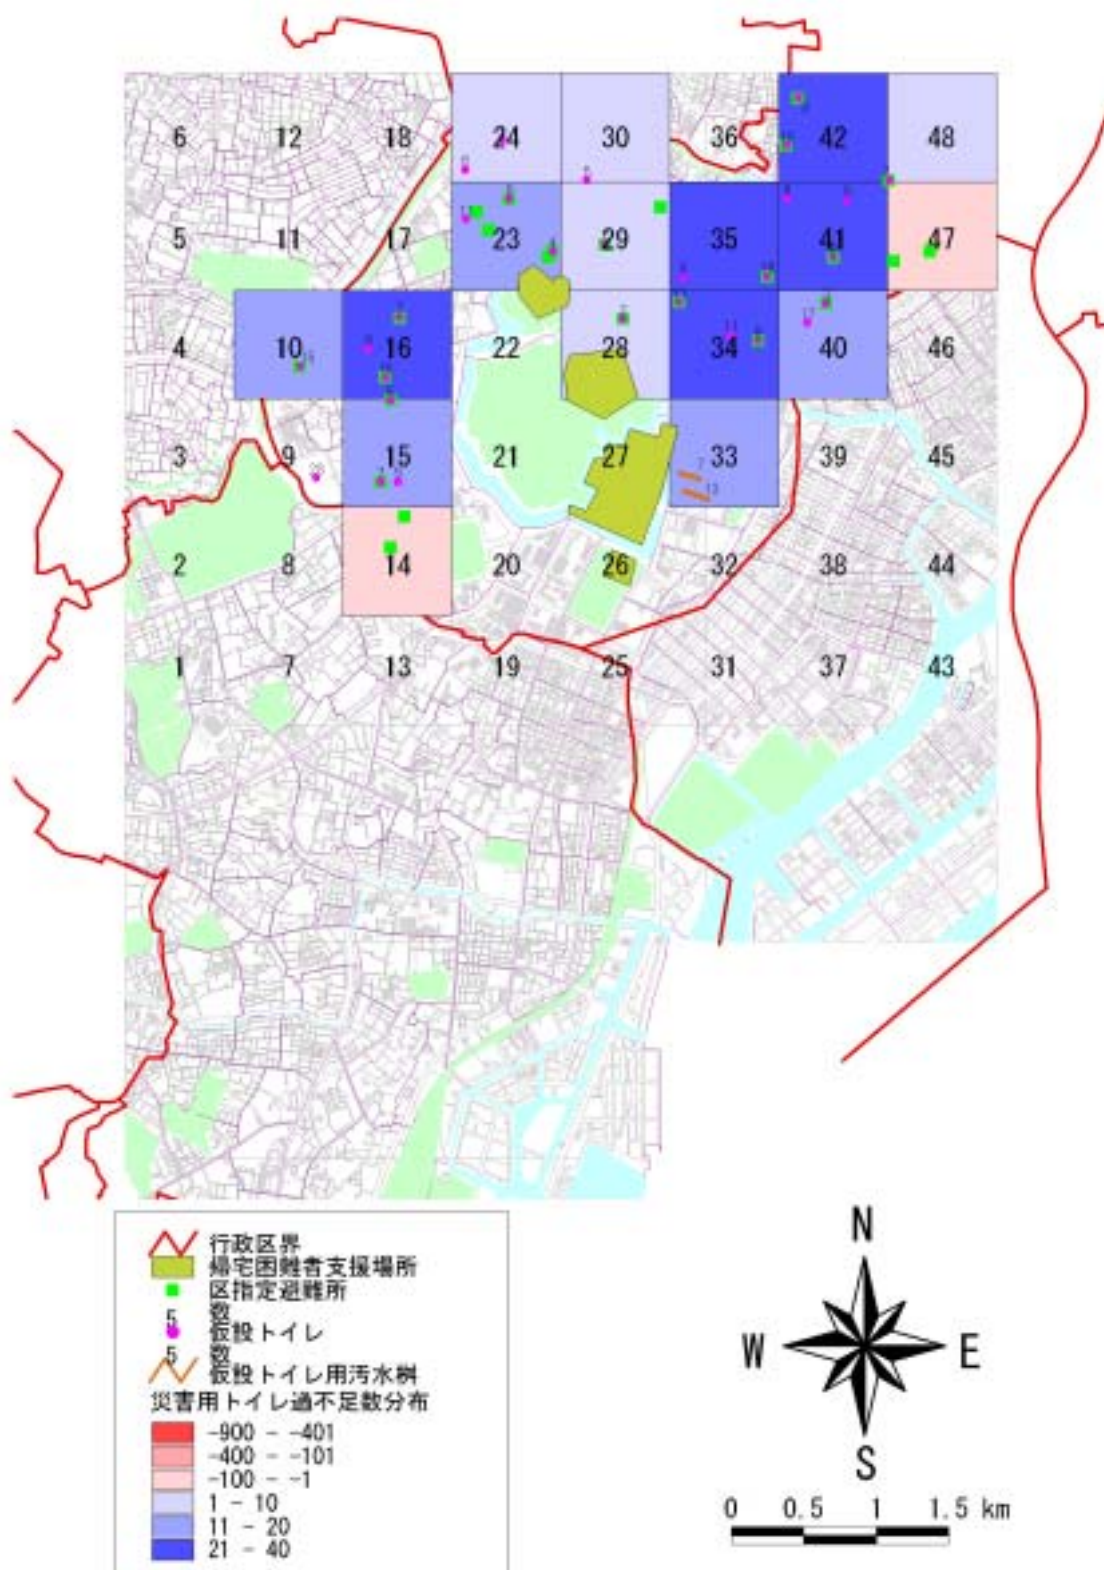 6 12 18 24 30 36 42 48
5 11 17 23 29 35 41 47
4 10 16 22 28 34 40 46
3 9 15 21 27 33 39 45
2 8 14 20 26 32 38 44
1 7 13 19 25 31 37 43
行政区界
帰宅困難者支援場所
区指定避難所
数
5
仮設トイレ
数
5
仮設トイレ用汚水桝
災害用トイレ過不足数分布
-900 - -401
-400 - -101
-100 - -1
1 - 10
11 - 20
21 - 40
N
W E
S
0 0.5 1 1.5 km